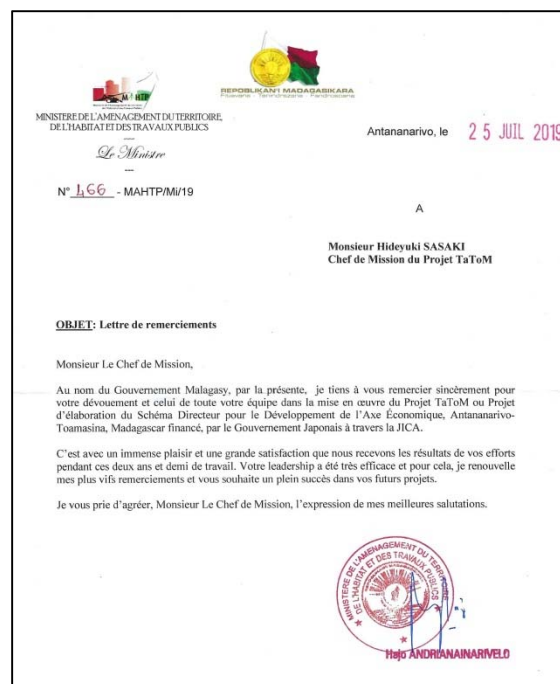 MAHTP
REPOBLIKAN'I MADAGASIKARA
Fitiavana - Tanindrazana - Fandrosoana
MINISTERE DE L'AMENAGEMENT DU TERRITOIRE,
DE L'HABITAT ET DES TRAVAUX PUBLICS
Le Ministre
N° 466 - MAHTP/Mi/19
Antananarivo, le 25 JUIL 2019
A
Monsieur Hideyuki SASAKI
Chef de Mission du Projet TaToM
OBJET: Lettre de remerciements
Monsieur Le Chef de Mission,
Au nom du Gouvernement Malagasy, par la présente, je tiens à vous remercier sincèrement pour
votre dévouement et celui de toute votre équipe dans la mise en œuvre du Projet TaToM ou Projet
d'élaboration du Schéma Directeur pour le Développement de l'Axe Économique, Antananarivo-
Toamasina, Madagascar financé, par le Gouvernement Japonais à travers la JICA.
C'est avec un immense plaisir et une grande satisfaction que nous recevons les résultats de vos efforts
pendant ces deux ans et demi de travail. Votre leadership a été très efficace et pour cela, je renouvelle
mes plus vifs remerciements et vous souhaite un plein succès dans vos futurs projets.
Je vous prie d'agréer, Monsieur Le Chef de Mission, l'expression de mes meilleures salutations.
MINISTERE DE L'AMENAGEMENT DU TERRITOIRE
DE L'HABITAT ET DES TRAVAUX PUBLICS
Hajo ANDRIANAINARIVELO